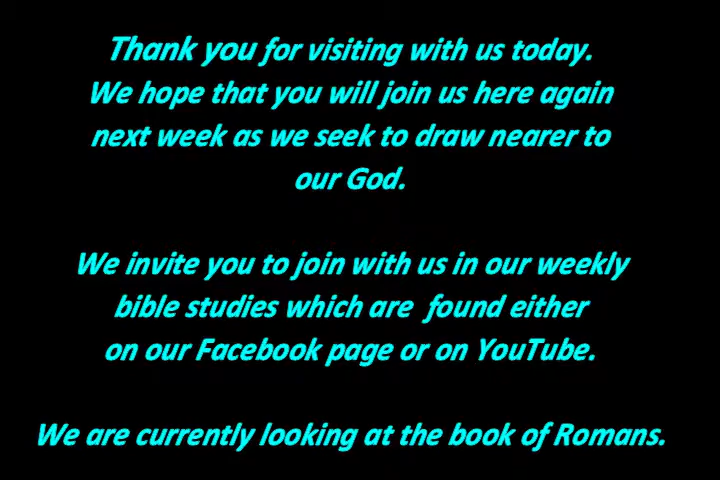 Thank you for visiting with us today.
We hope that you will join us here again
next week as we seek to draw nearer to
our God.
We invite you to join with us in our weekly
bible studies which are  found either
on our Facebook page or on YouTube.
We are currently looking at the book of Romans.